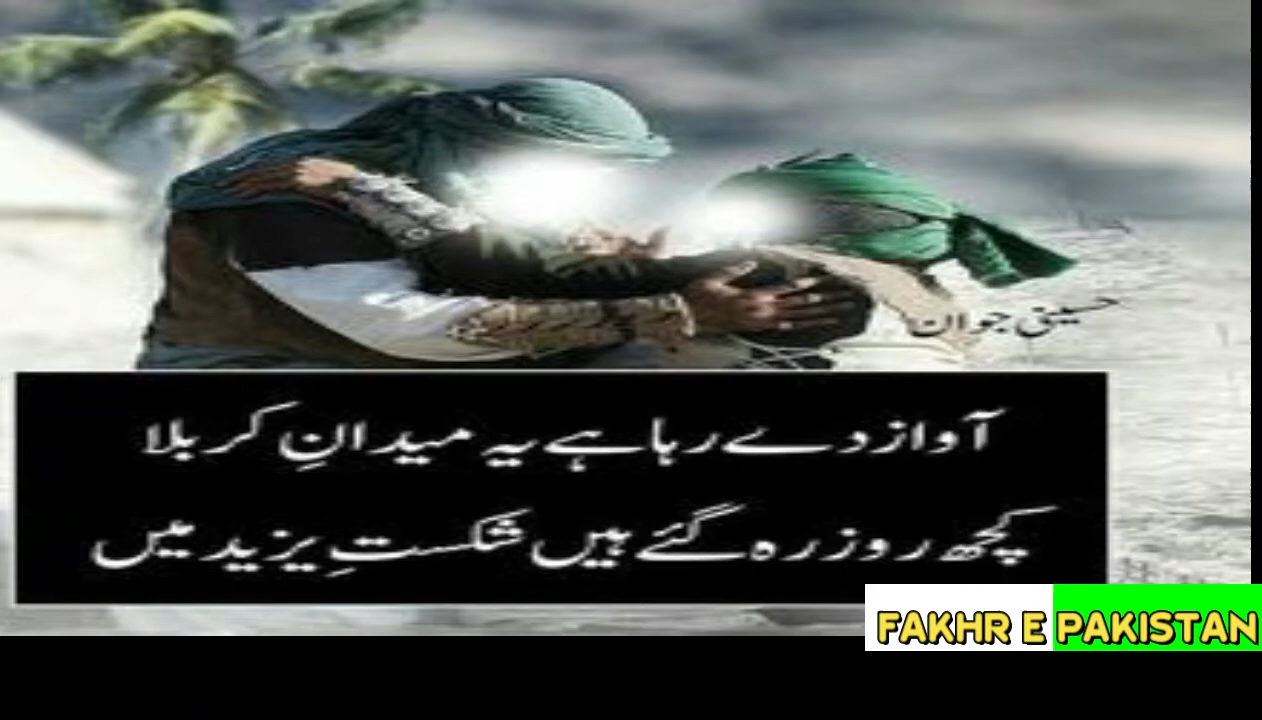 حسینی جوان
آواز دے رہا ہے یہ میدانِ کربلا
کچھ روز رہ گئے ہیں شکستِ یزید میں
FAKHR E PAKISTAN